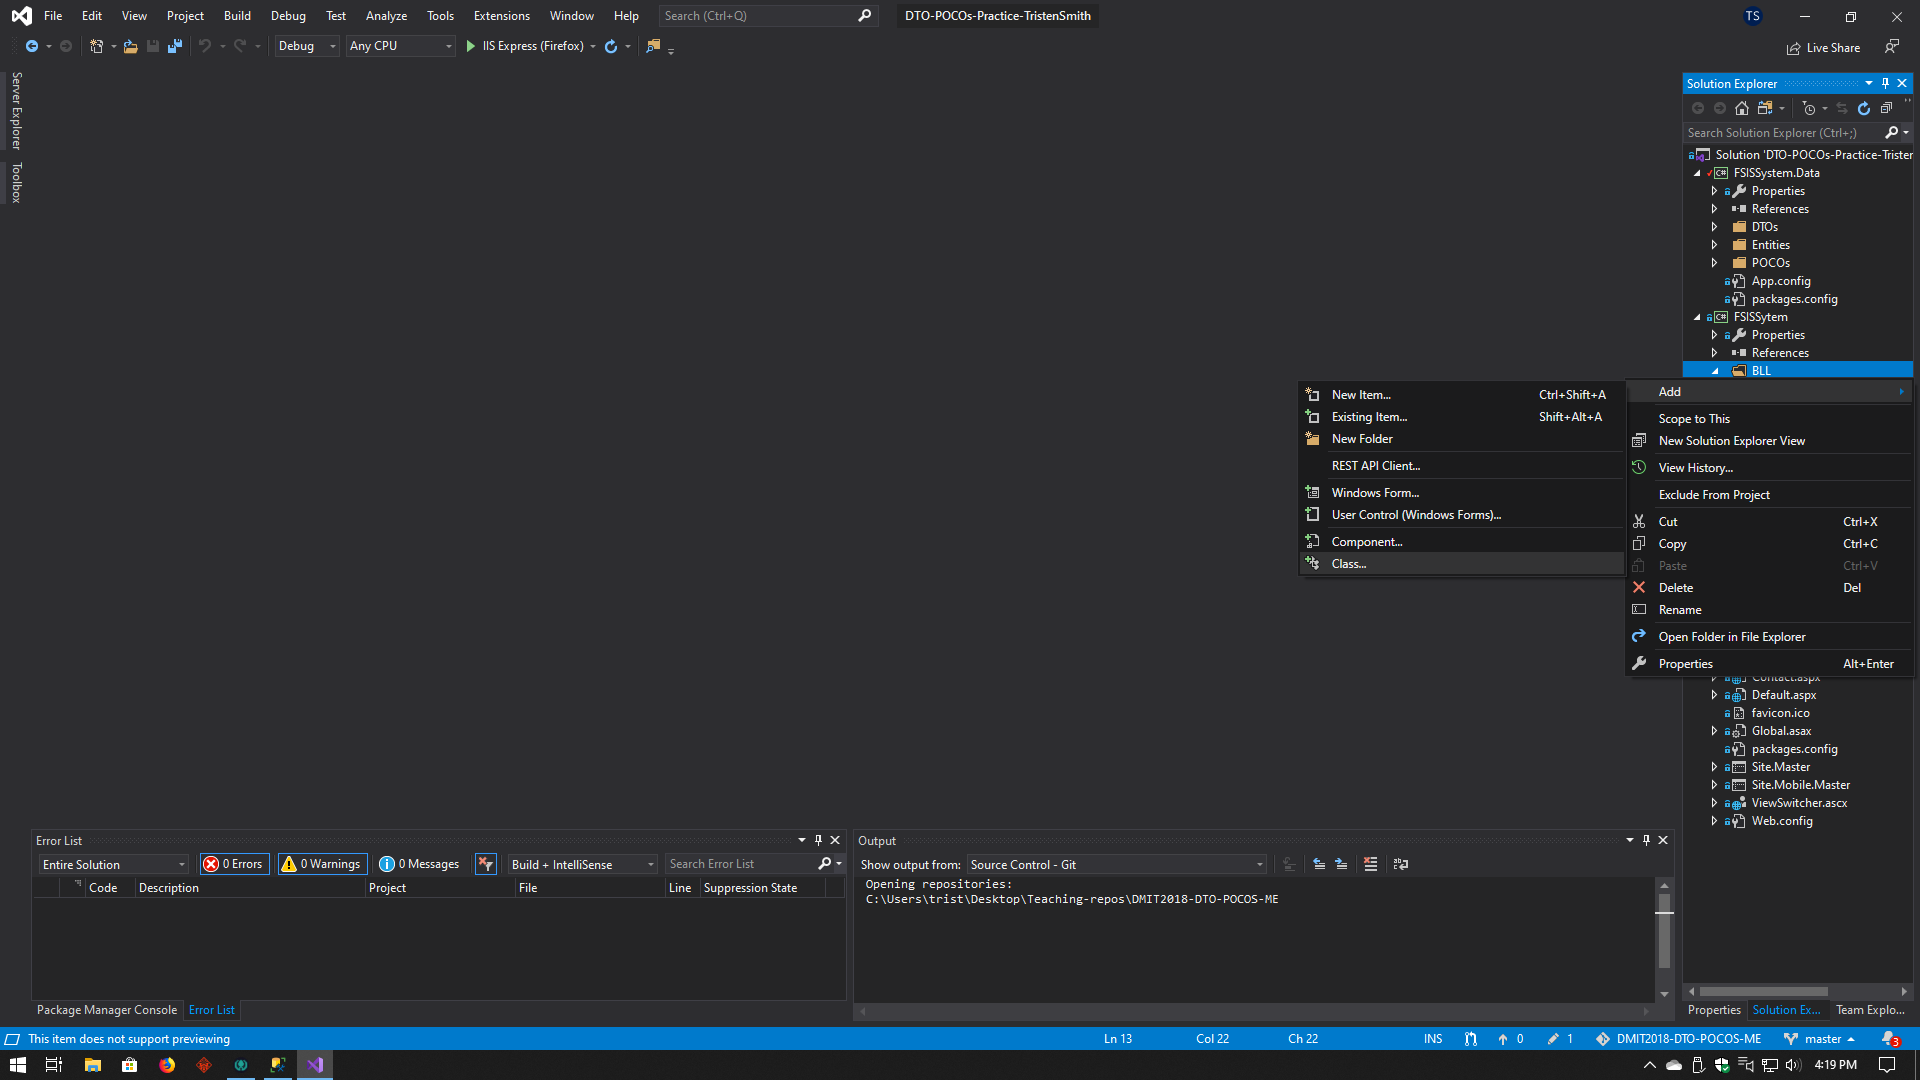 File Edit View Project Build Debug Test Analyze Tools Extensions Window Help Search (Ctrl+Q) DTO-POCOs-Practice-TristenSmith TS
Debug Any CPU IIS Express (Firefox) Live Share
Server Explorer
Toolbox
Solution Explorer
Search Solution Explorer (Ctrl+;)
Solution 'DTO-POCOs-Practice-Trister
FSISSystem.Data
Properties
References
DTOs
Entities
POCOs
App.config
packages.config
FSISSytem
Properties
References
BLL
New Item... Ctrl+Shift+A
Existing Item... Shift+Alt+A
New Folder
REST API Client...
Windows Form...
User Control (Windows Forms)...
Component...
Class...
Add
Scope to This
New Solution Explorer View
View History...
Exclude From Project
Cut Ctrl+X
Copy Ctrl+C
Paste Ctrl+V
Delete Del
Rename
Open Folder in File Explorer
Properties Alt+Enter
Contact.aspx
Default.aspx
favicon.ico
Global.asax
packages.config
Site.Master
Site.Mobile.Master
ViewSwitcher.ascx
Web.config
Error List
Entire Solution 0 Errors 0 Warnings 0 Messages Build + IntelliSense Search Error List
Code Description Project File Line Suppression State
Package Manager Console Error List
Output
Show output from: Source Control - Git
Opening repositories:
C:\Users\trist\Desktop\Teaching-repos\DMIT2018-DTO-POCOS-ME
Properties Solution Ex... Team Explo...
This item does not support previewing Ln 13 Col 22 Ch 22 INS 0 1 DMIT2018-DTO-POCOS-ME master 3
4:19 PM